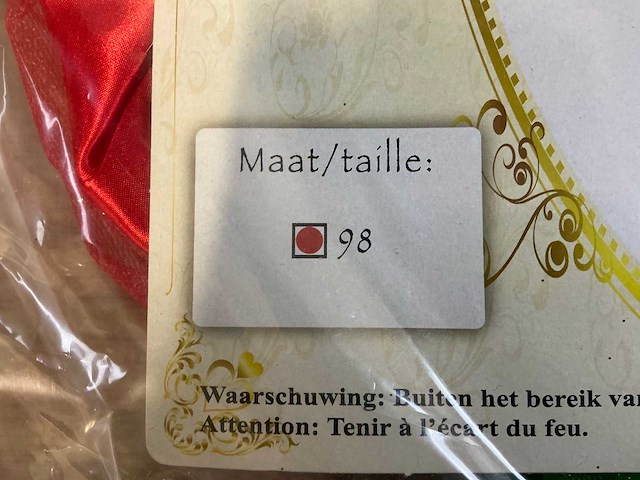 Maat/taille:
98
Waarschuwing: Buiten het bereik van
Attention: Tenir à l'écart du feu.